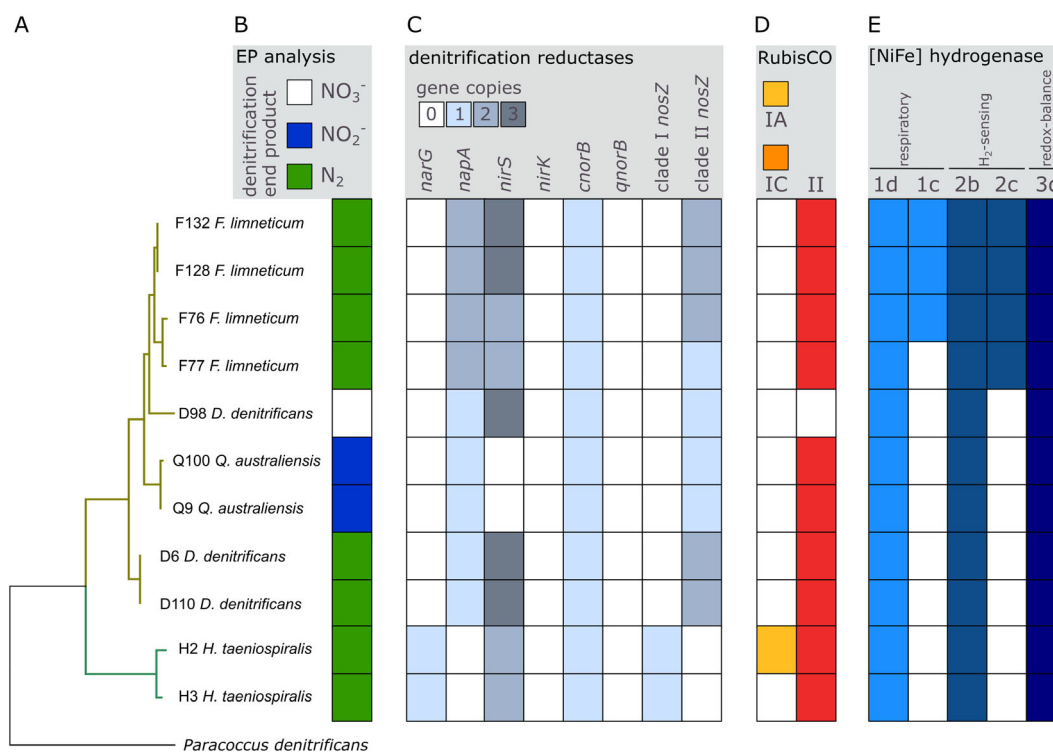 A
B
C
D
E
EP analysis
denitrification
end product
NO₃⁻
NO₂⁻
N₂
denitrification reductases
gene copies
0 1 2 3
narG napA nirS nirK cnorB qnorB clade I nosZ clade II nosZ
RubisCO
IA
IC II
[NiFe] hydrogenase
respiratory
H₂-sensing
redox-balance
1d 1c 2b 2c
F132 F. limneticum
F128 F. limneticum
F76 F. limneticum
F77 F. limneticum
D98 D. denitrificans
Q100 Q. australiensis
Q9 Q. australiensis
D6 D. denitrificans
D110 D. denitrificans
H2 H. taeniospiralis
H3 H. taeniospiralis
Paracoccus denitrificans